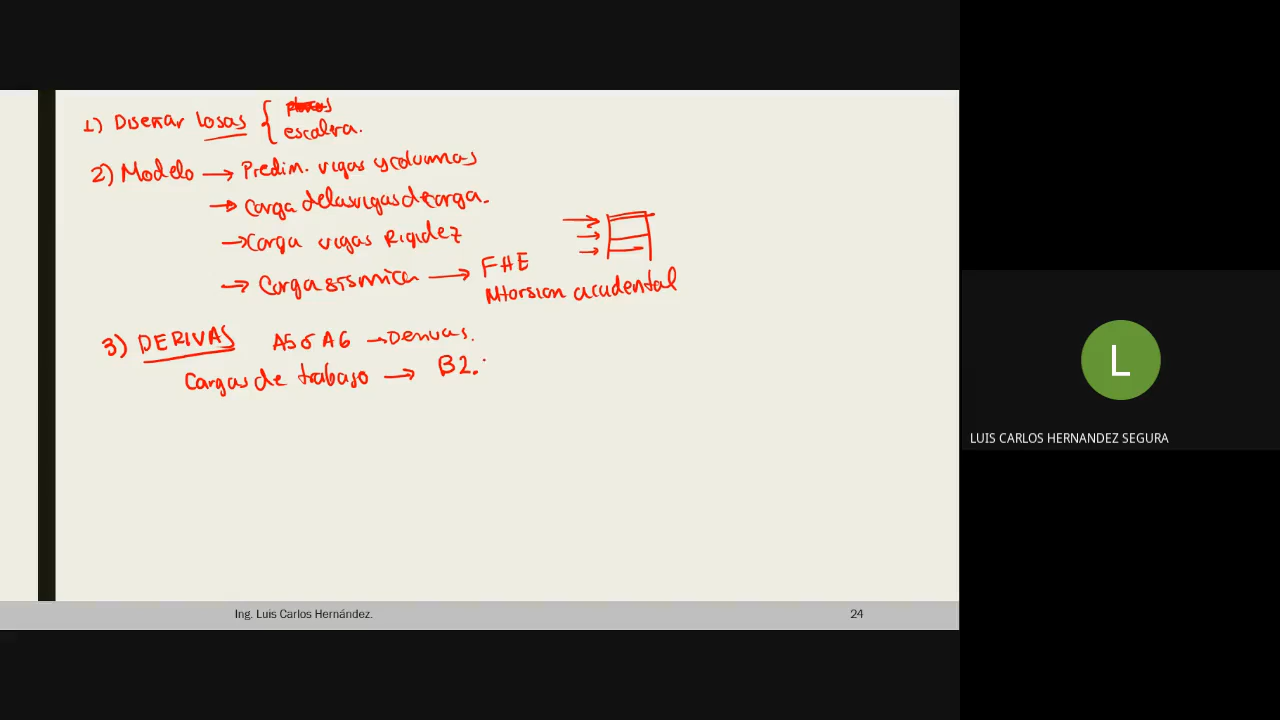 1) Diseñar losas {
escalera.
2) Modelo → Predim. vigas y columnas
→ Carga de las vigas de carga.
→ Carga vigas Rigidez
→ Carga sismica → FHE
Mtorsion accidental
3) DERIVAS A5 ó A6 → Derivas.
Cargas de trabajo → B2.
Ing. Luis Carlos Hernández.
24
L
LUIS CARLOS HERNANDEZ SEGURA